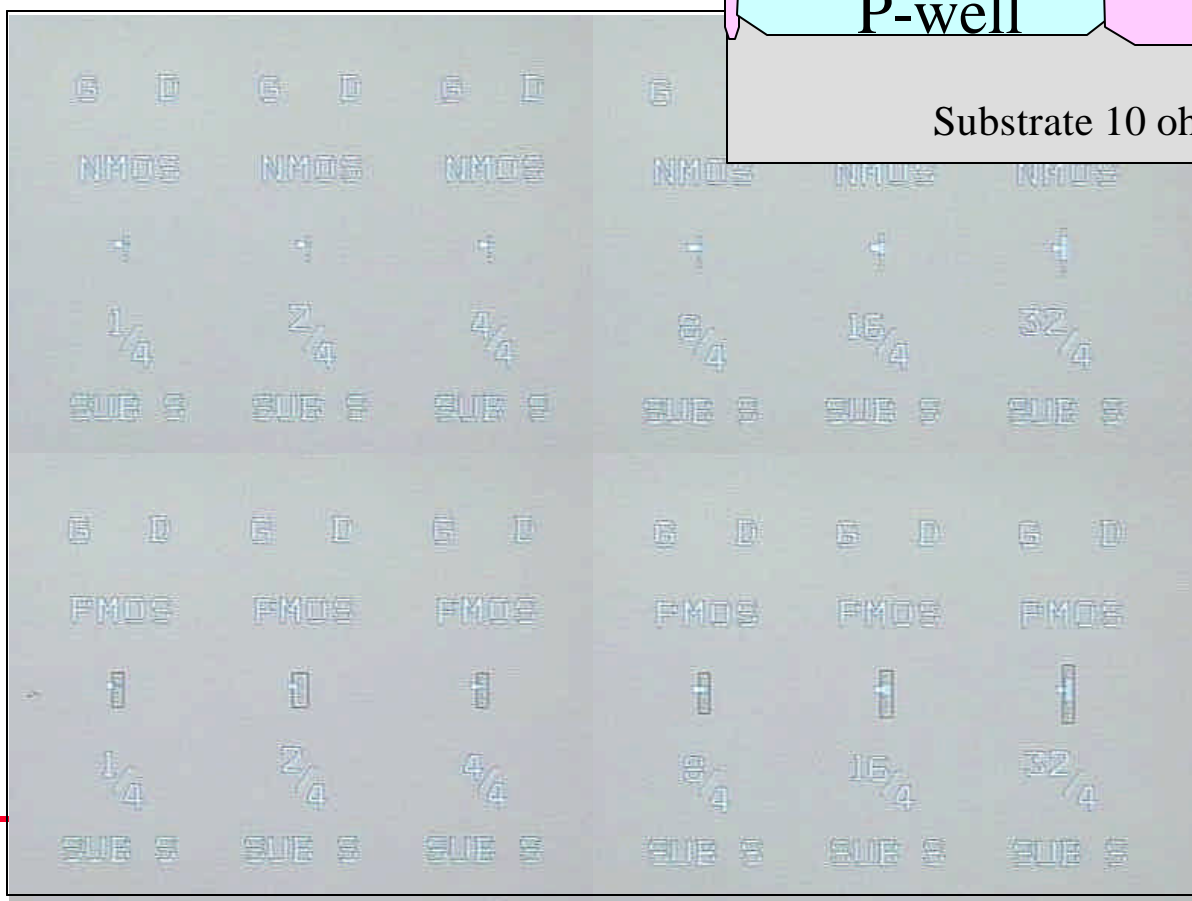 P-well
Substrate 10 oh
G D G D G D G
NMOS NMOS NMOS NMOS NMOS NMOS
1/4 2/4 4/4 8/4 16/4 32/4
SUB S SUB S SUB S SUB S SUB S SUB S
G D G D G D G D G D G D
PMOS PMOS PMOS PMOS PMOS PMOS
1/4 2/4 4/4 8/4 16/4 32/4
SUB S SUB S SUB S SUB S SUB S SUB S